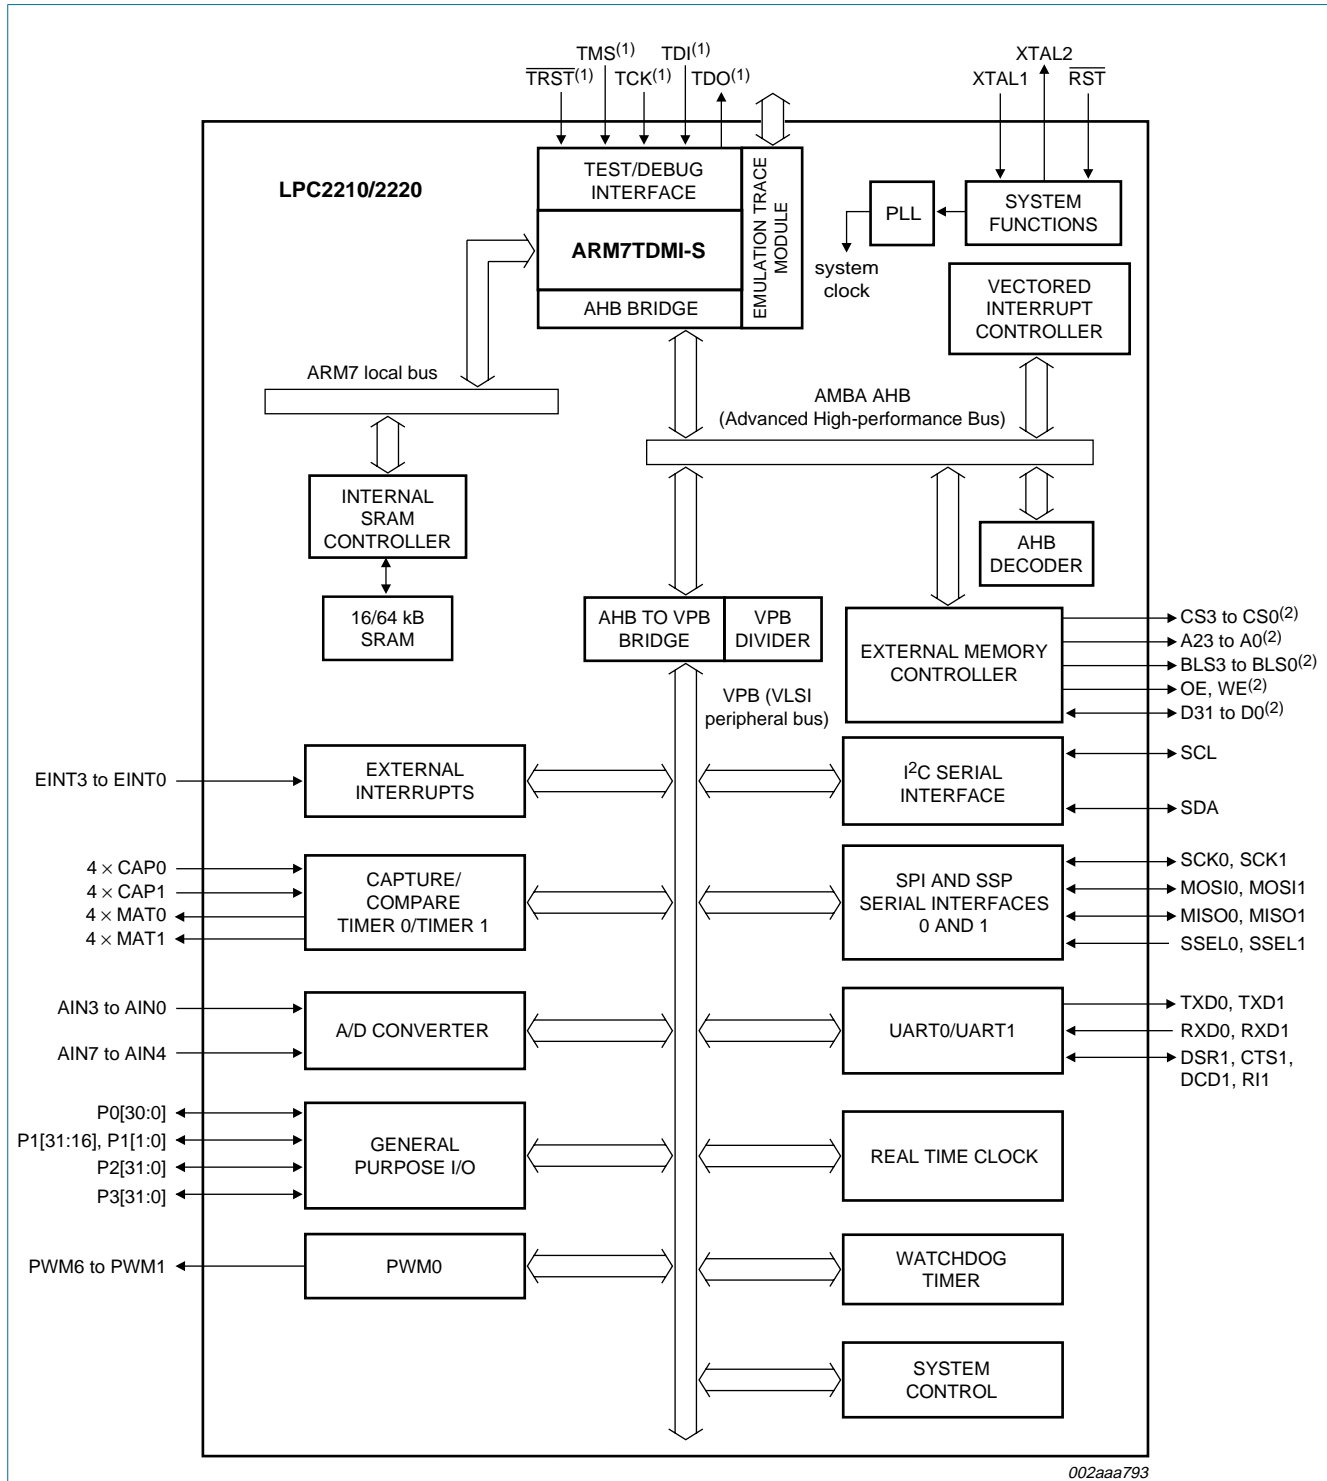 TMS(1)
TDI(1)
XTAL2
TRST(1)
TCK(1)
TDO(1)
XTAL1
RST
LPC2210/2220
TEST/DEBUG
INTERFACE
ARM7TDMI-S
AHB BRIDGE
EMULATION TRACE
MODULE
PLL
SYSTEM
FUNCTIONS
system
clock
VECTORED
INTERRUPT
CONTROLLER
ARM7 local bus
AMBA AHB
(Advanced High-performance Bus)
INTERNAL
SRAM
CONTROLLER
AHB
DECODER
16/64 kB
SRAM
AHB TO VPB
BRIDGE
VPB
DIVIDER
EXTERNAL MEMORY
CONTROLLER
CS3 to CS0(2)
A23 to A0(2)
BLS3 to BLS0(2)
OE, WE(2)
D31 to D0(2)
VPB (VLSI
peripheral bus)
EINT3 to EINT0
EXTERNAL
INTERRUPTS
I2C SERIAL
INTERFACE
SCL
SDA
4 × CAP0
4 × CAP1
4 × MAT0
4 × MAT1
CAPTURE/
COMPARE
TIMER 0/TIMER 1
SPI AND SSP
SERIAL INTERFACES
0 AND 1
SCK0, SCK1
MOSI0, MOSI1
MISO0, MISO1
SSEL0, SSEL1
AIN3 to AIN0
AIN7 to AIN4
A/D CONVERTER
UART0/UART1
TXD0, TXD1
RXD0, RXD1
DSR1, CTS1,
DCD1, RI1
P0[30:0]
P1[31:16], P1[1:0]
P2[31:0]
P3[31:0]
GENERAL
PURPOSE I/O
REAL TIME CLOCK
PWM6 to PWM1
PWM0
WATCHDOG
TIMER
SYSTEM
CONTROL
002aaa793